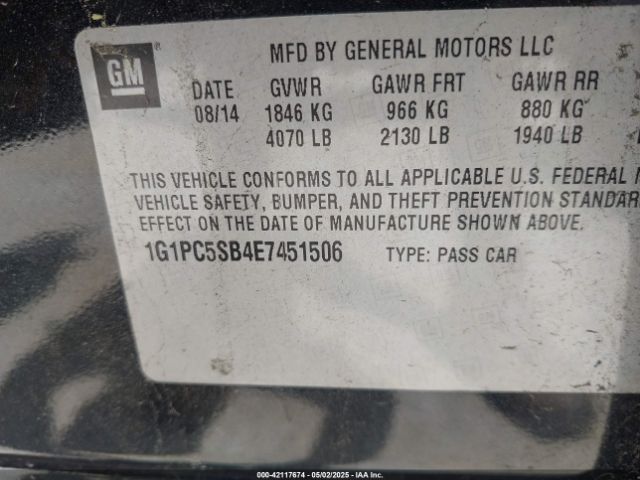 GM
®
MFD BY GENERAL MOTORS LLC
DATE GVWR GAWR FRT GAWR RR
08/14 1846 KG 966 KG 880 KG
4070 LB 2130 LB 1940 LB
THIS VEHICLE CONFORMS TO ALL APPLICABLE U.S. FEDERAL
VEHICLE SAFETY, BUMPER, AND THEFT PREVENTION STANDAR
EFFECT ON THE DATE OF MANUFACTURE SHOWN ABOVE.
1G1PC5SB4E7451506 TYPE: PASS CAR
000-42117674 - 05/02/2025 - IAA Inc.